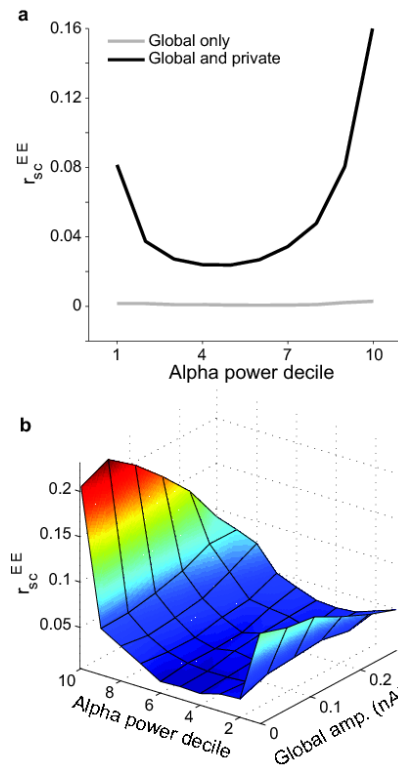 a
0.16
Global only
Global and private
0.12
0.08
0.04
0
r_sc^EE
1 4 7 10
Alpha power decile
b
0.2
0.15
0.1
0.05
r_sc^EE
10 8 6 4 2
Alpha power decile
0 0.1 0.2
Global amp. (nA